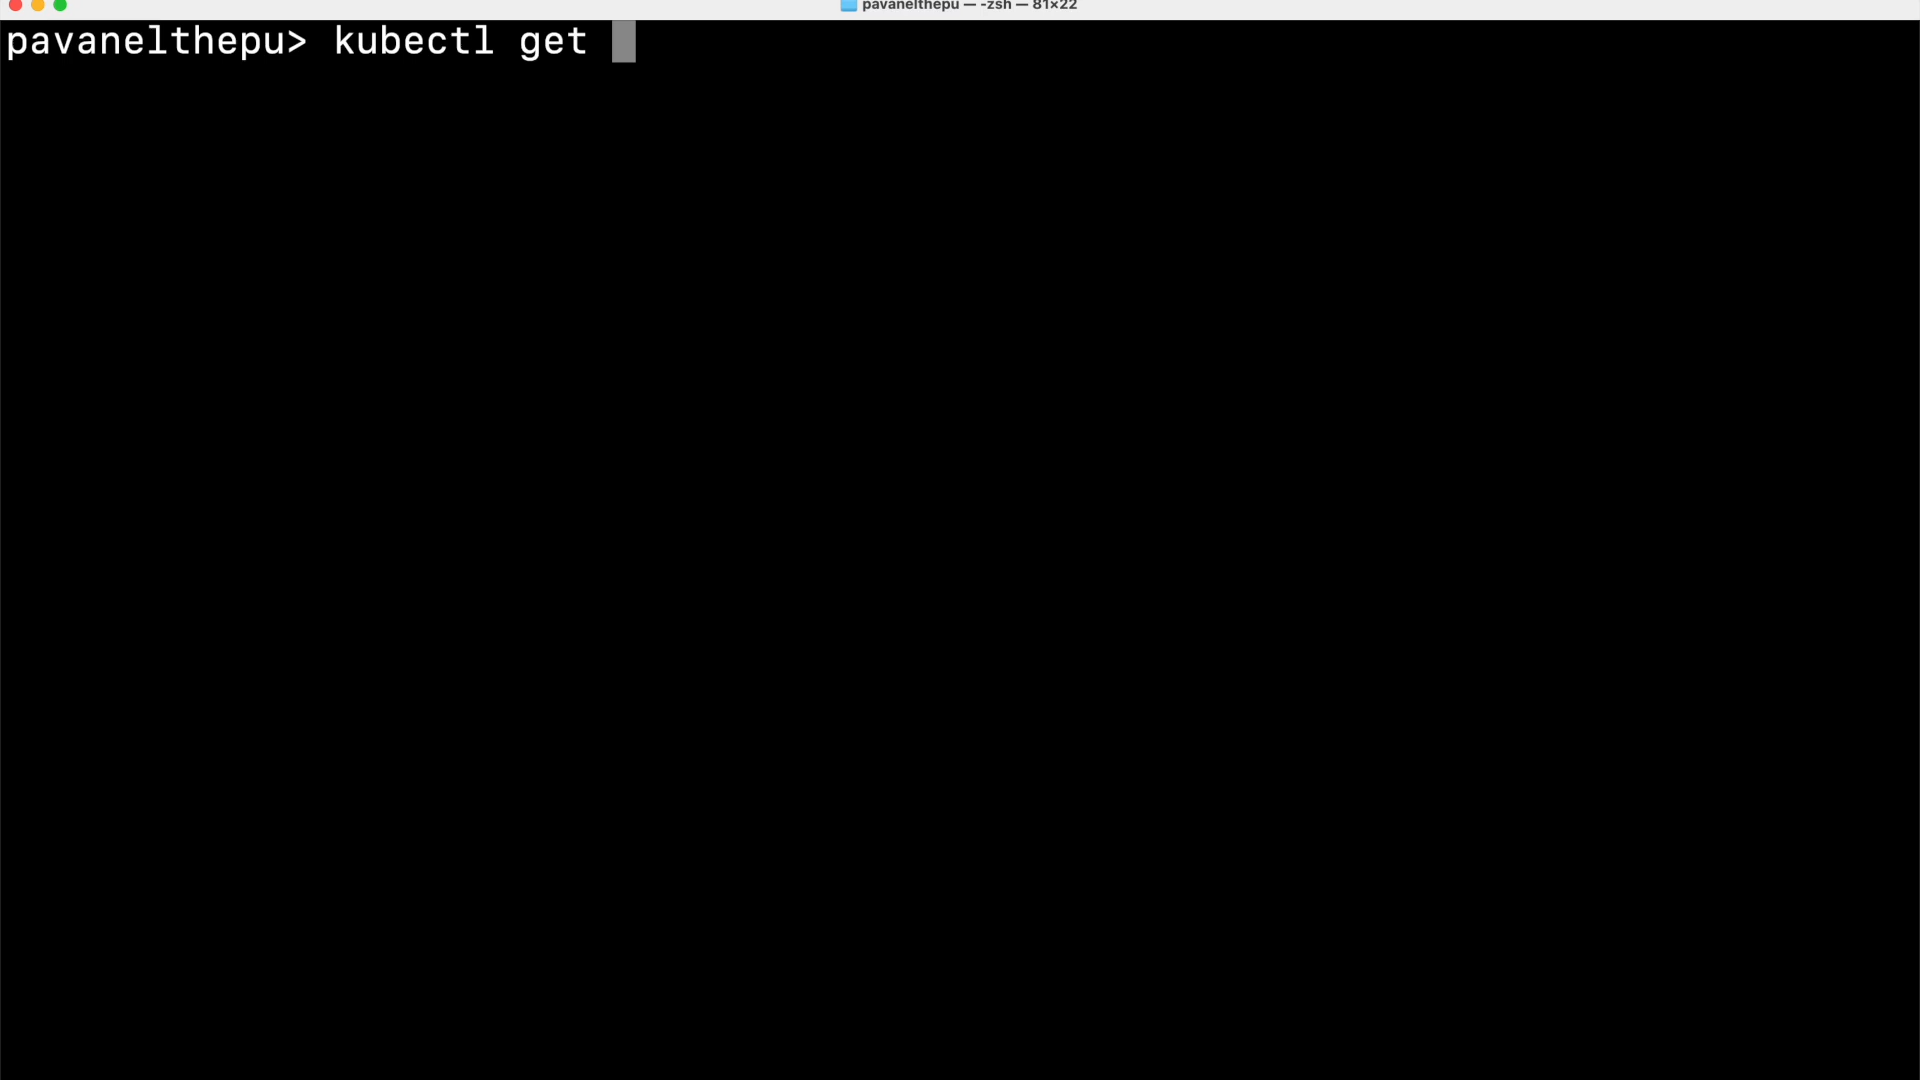 pavanelthepu — -zsh — 81×22
pavanelthepu> kubectl get